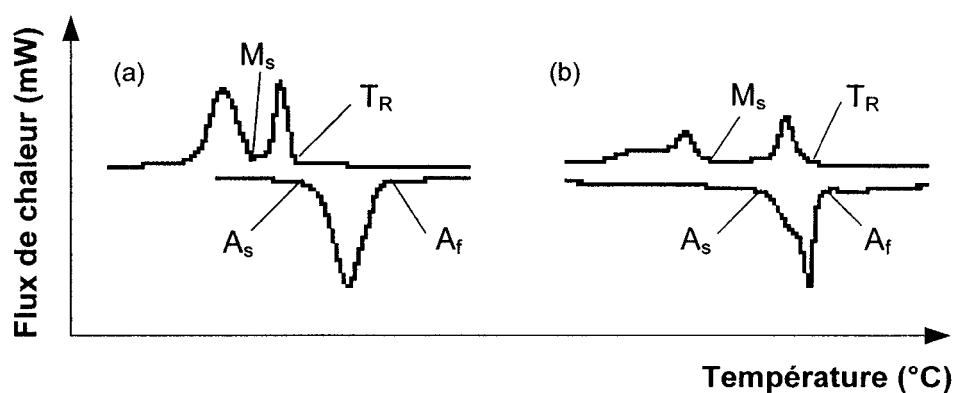 Flux de chaleur (mW)
(a)
Ms
TR
As
Af
(b)
Ms
TR
As
Af
Température (°C)